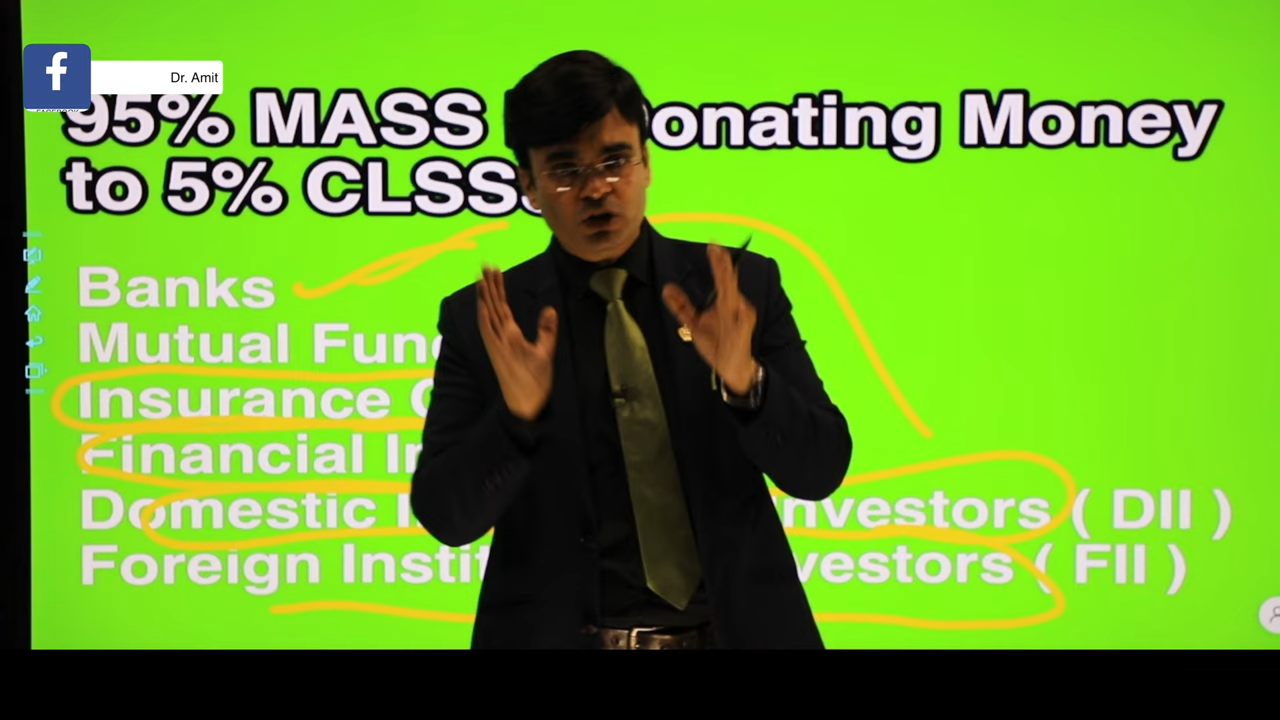 Dr. Amit
95% MASS onating Money
to 5% CLSS
Banks
Mutual Fun
Insurance
Financial In
Domestic nvestors ( DII )
Foreign Instit vestors ( FII )